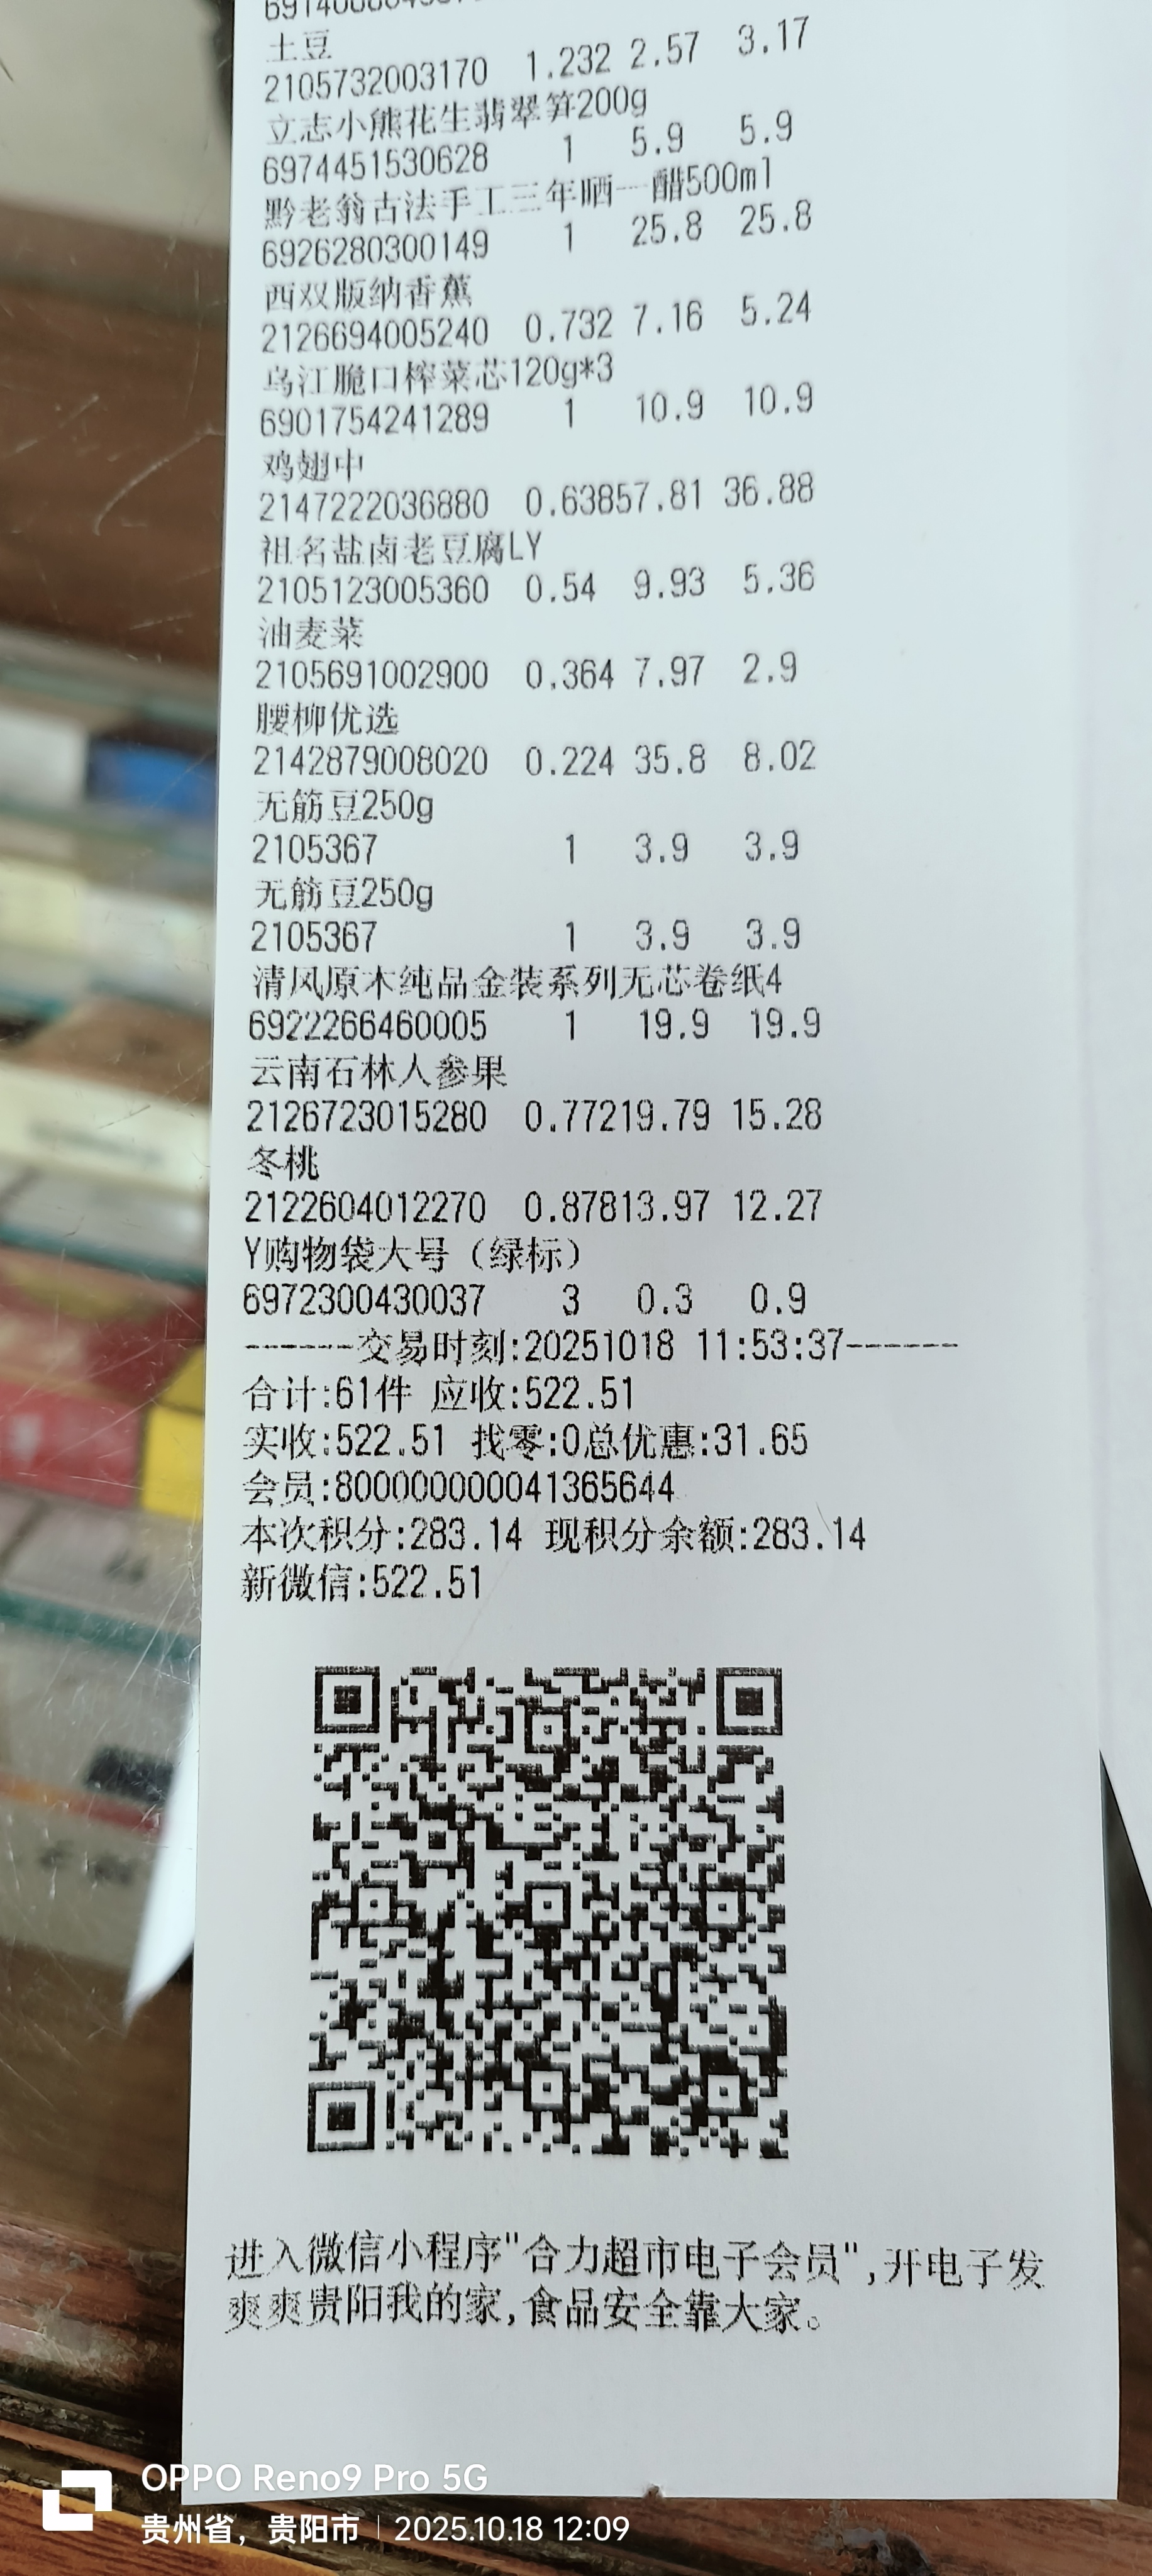 土豆
2105732003170 1.232 2.57 3.17
立志小熊花生翡翠笋200g
6974451530628 1 5.9 5.9
黔老翁古法手工三年晒一醋500ml
6926280300149 1 25.8 25.8
西双版纳香蕉
2126694005240 0.732 7.16 5.24
乌江脆口榨菜芯120g*3
6901754241289 1 10.9 10.9
鸡翅中
2147222036880 0.63857.81 36.88
祖名盐卤老豆腐LY
2105123005360 0.54 9.93 5.36
油麦菜
2105691002900 0.364 7.97 2.9
腰柳优选
2142879008020 0.224 35.8 8.02
无筋豆250g
2105367 1 3.9 3.9
无筋豆250g
2105367 1 3.9 3.9
清风原木纯品金装系列无芯卷纸4
6922266460005 1 19.9 19.9
云南石林人参果
2126723015280 0.77219.79 15.28
冬桃
2122604012270 0.87813.97 12.27
Y购物袋大号（绿标）
6972300430037 3 0.3 0.9
------交易时刻:20251018 11:53:37------
合计:61件 应收:522.51
实收:522.51 找零:0总优惠:31.65
会员:800000000041365644
本次积分:283.14 现积分余额:283.14
新微信:522.51
进入微信小程序"合力超市电子会员",开电子发
爽爽贵阳我的家,食品安全靠大家。
OPPO Reno9 Pro 5G
贵州省，贵阳市 | 2025.10.18 12:09